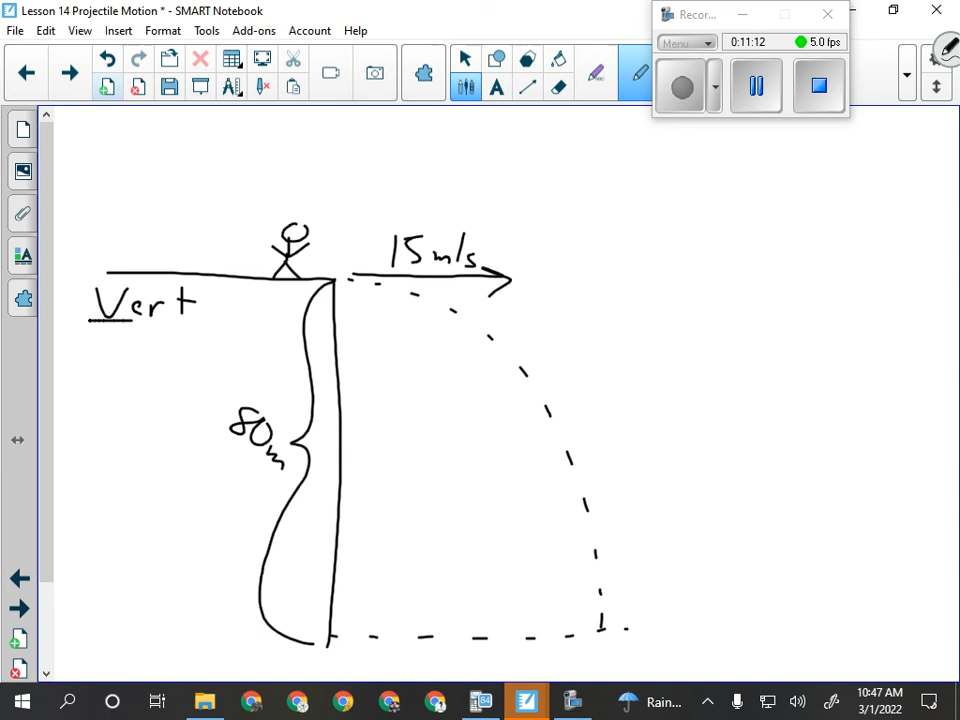 Lesson 14 Projectile Motion * - SMART Notebook
Recor...
File Edit View Insert Format Tools Add-ons Account Help
Menu 0:11:12 5.0 fps
15 m/s
Vert
80m
Rain...
10:47 AM
3/1/2022